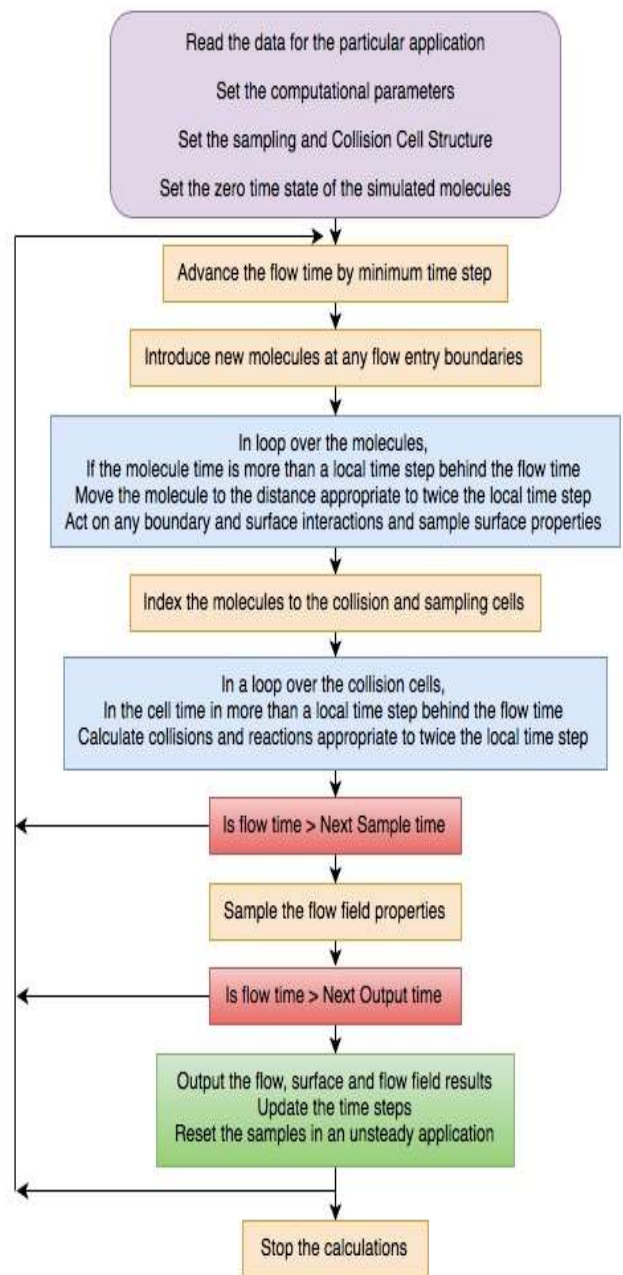 Read the data for the particular application
Set the computational parameters
Set the sampling and Collision Cell Structure
Set the zero time state of the simulated molecules
Advance the flow time by minimum time step
Introduce new molecules at any flow entry boundaries
In loop over the molecules,
If the molecule time is more than a local time step behind the flow time
Move the molecule to the distance appropriate to twice the local time step
Act on any boundary and surface interactions and sample surface properties
Index the molecules to the collision and sampling cells
In a loop over the collision cells,
In the cell time in more than a local time step behind the flow time
Calculate collisions and reactions appropriate to twice the local time step
Is flow time > Next Sample time
Sample the flow field properties
Is flow time > Next Output time
Output the flow, surface and flow field results
Update the time steps
Reset the samples in an unsteady application
Stop the calculations